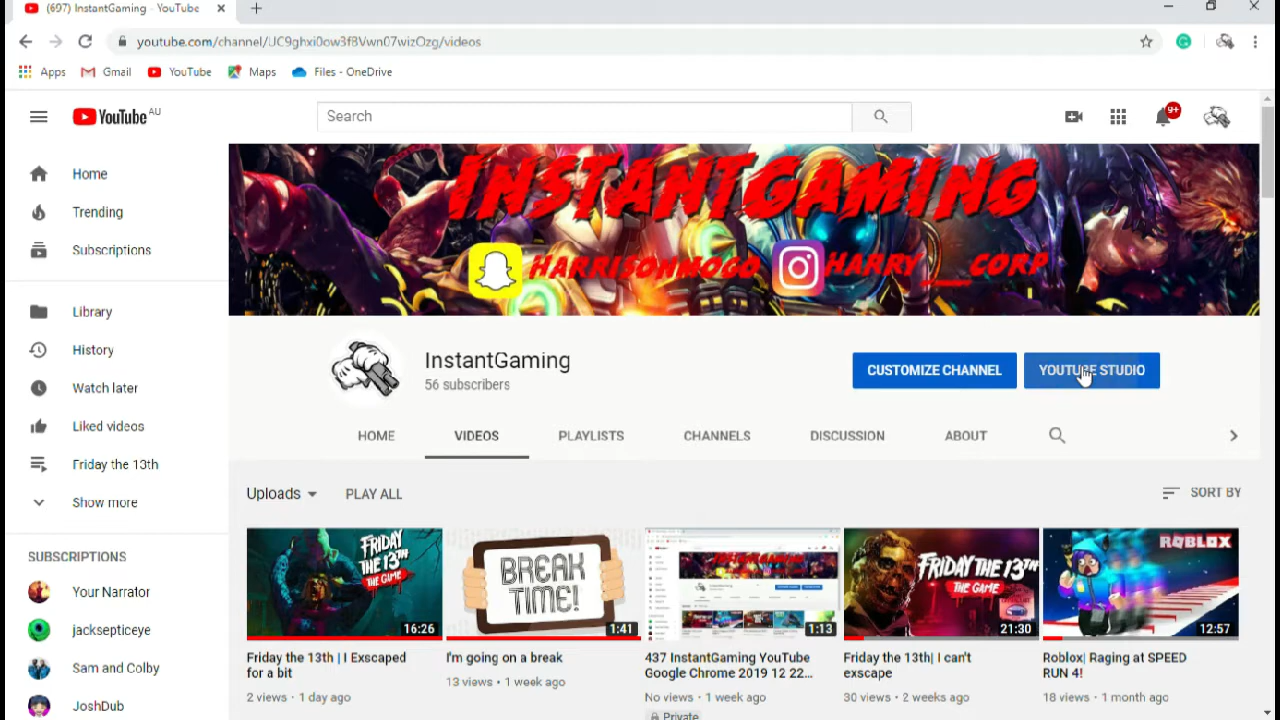 (697) InstantGaming - YouTube
youtube.com/channel/UC9ghxi0ow3f8Vwn07wizOzg/videos
Apps Gmail YouTube Maps Files - OneDrive
YouTube AU
Search
9+
Home
Trending
Subscriptions
Library
History
Watch later
Liked videos
Friday the 13th
Show more
SUBSCRIPTIONS
Your Narrator
jacksepticeye
Sam and Colby
JoshDub
INSTANTGAMING
HARRISONMOGO HARRY__CORP
InstantGaming
56 subscribers
CUSTOMIZE CHANNEL YOUTUBE STUDIO
HOME VIDEOS PLAYLISTS CHANNELS DISCUSSION ABOUT
Uploads PLAY ALL SORT BY
FRIDAY
THE 13TH
THE GAME
16:26
Friday the 13th | I Exscaped
for a bit
2 views · 1 day ago
BREAK
TIME!
1:41
I'm going on a break
13 views · 1 week ago
1:13
437 InstantGaming YouTube
Google Chrome 2019 12 22...
No views · 1 week ago
Private
FRIDAY THE 13TH
THE GAME
21:30
Friday the 13th| I can't
exscape
30 views · 2 weeks ago
ROBLOX
12:57
Roblox| Raging at SPEED
RUN 4!
18 views · 1 month ago